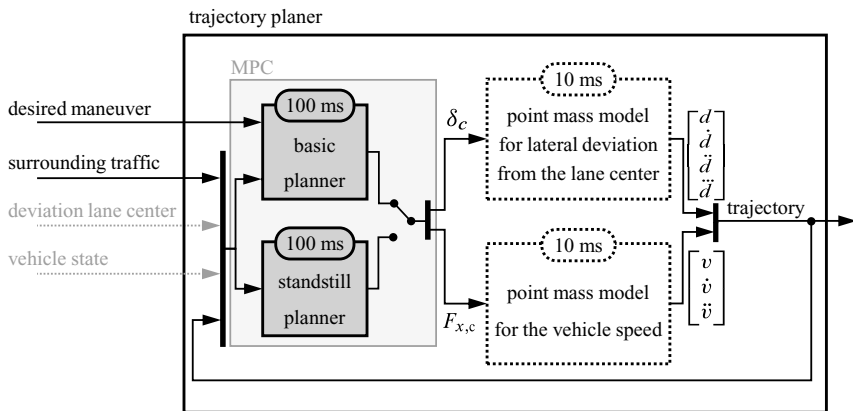 trajectory planer
MPC
desired maneuver
surrounding traffic
deviation lane center
vehicle state
100 ms
basic
planner
100 ms
standstill
planner
δ_c
F_{x,c}
10 ms
point mass model
for lateral deviation
from the lane center
10 ms
point mass model
for the vehicle speed
d
ḋ
d̈
d⃛
trajectory
v
v̇
v̈